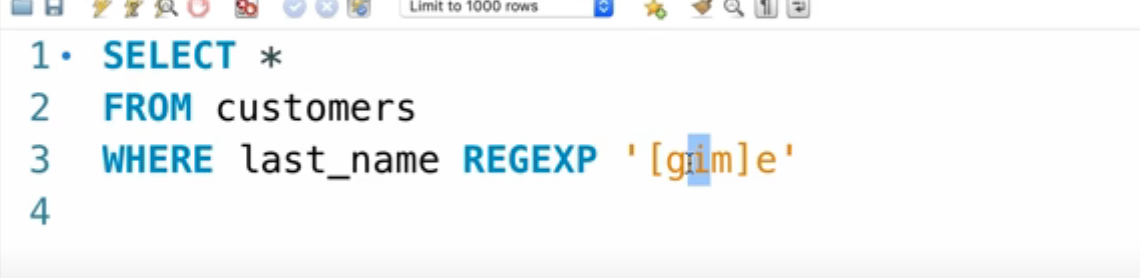 Limit to 1000 rows
1 SELECT *
2 FROM customers
3 WHERE last_name REGEXP '[gim]e'
4